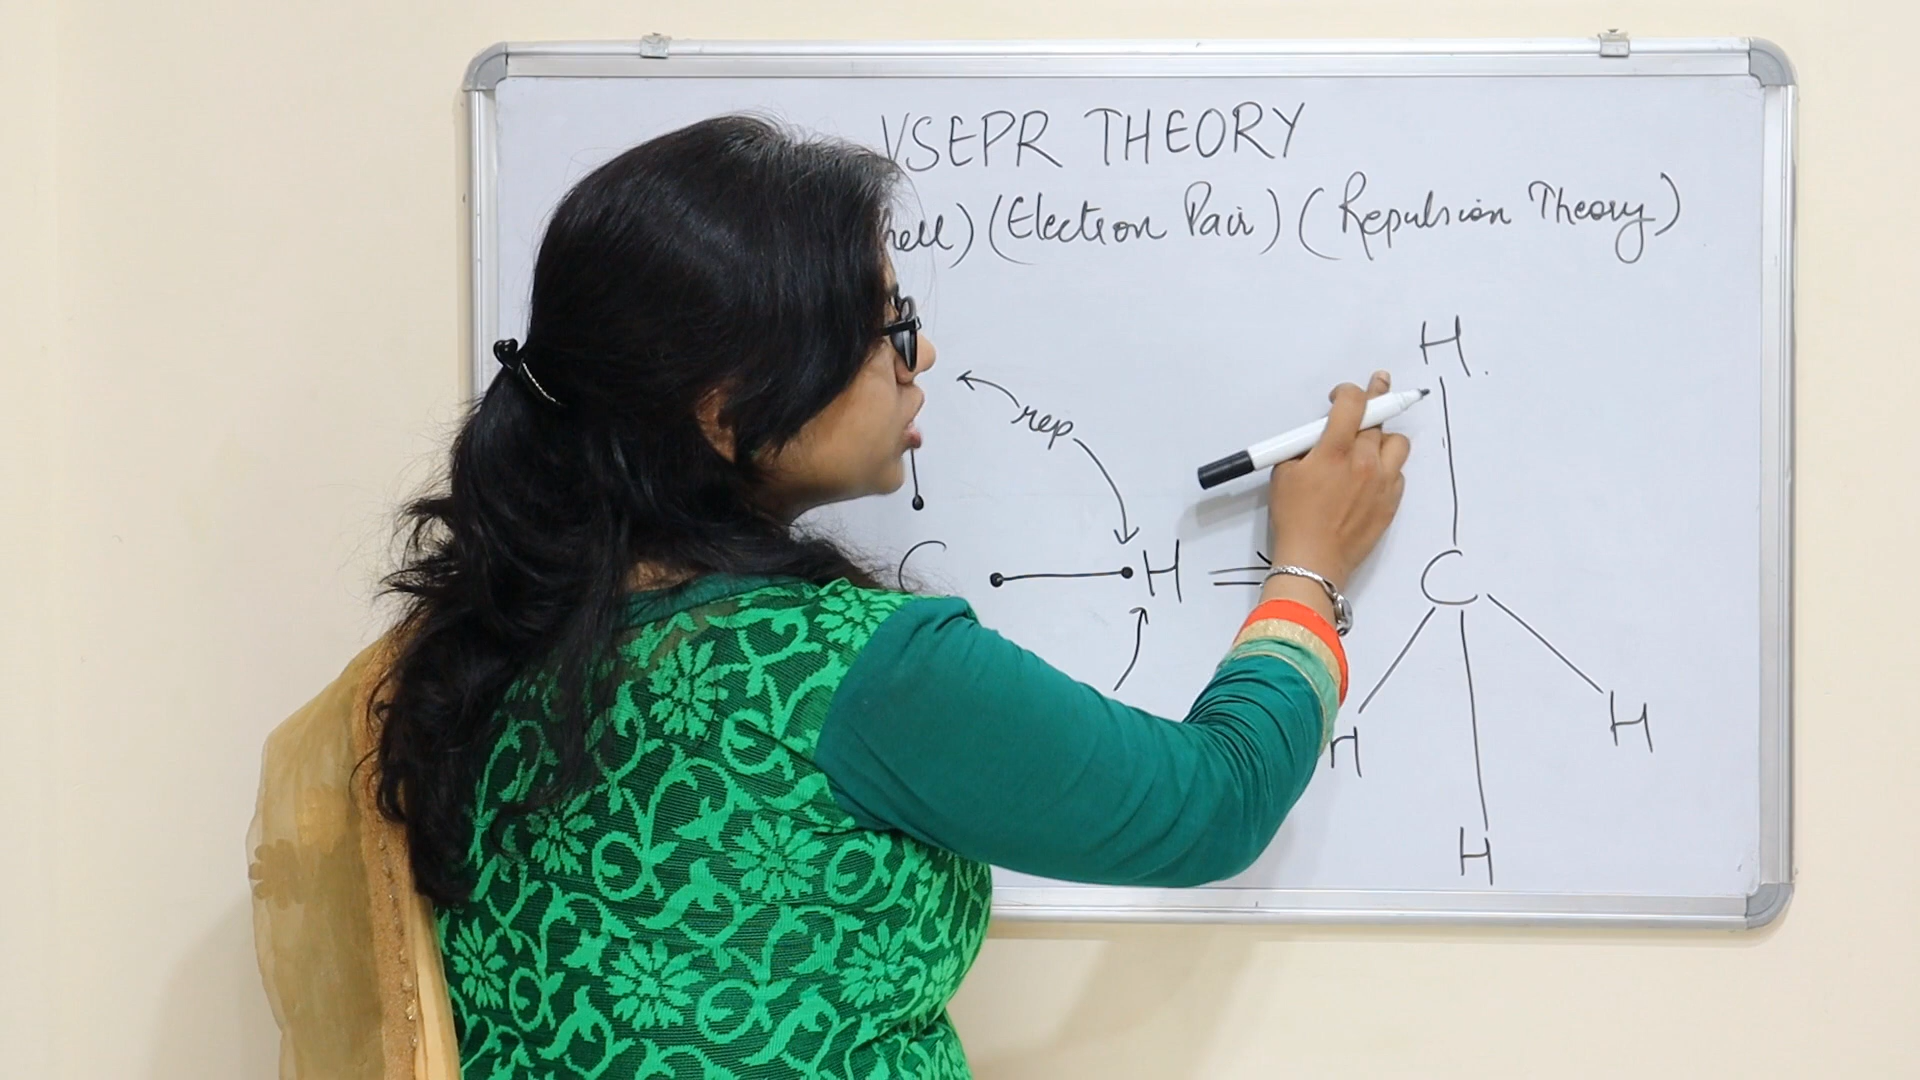 VSEPR THEORY
hell) (Electron Pair) (Repulsion Theory)
H
rep
C H ⇒ C
H H
H